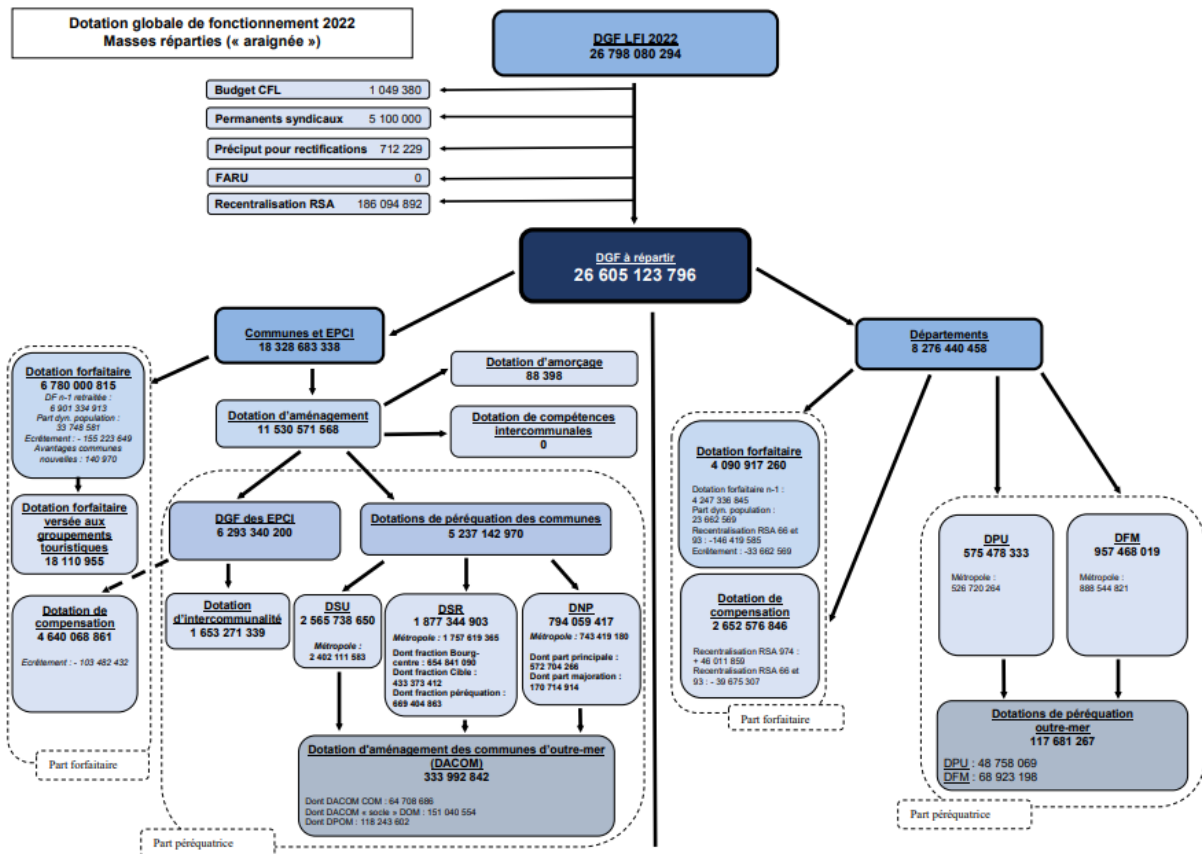 Dotation globale de fonctionnement 2022
Masses réparties (« araignée »)
DGF LFI 2022
26 798 080 294
Budget CFL 1 049 380
Permanents syndicaux 5 100 000
Préciput pour rectifications 712 229
FARU 0
Recentralisation RSA 186 094 892
DGF à répartir
26 605 123 796
Communes et EPCI
18 328 683 338
Départements
8 276 440 458
Dotation forfaitaire
6 780 000 815
DF n-1 retraitée :
6 901 334 913
Part dyn. population :
33 748 581
Ecrêtement : - 155 223 649
Avantages communes
nouvelles : 140 970
Dotation d'amorçage
88 398
Dotation d'aménagement
11 530 571 568
Dotation de compétences
intercommunales
0
Dotation forfaitaire
versée aux
groupements
touristiques
18 110 955
DGF des EPCI
6 293 340 200
Dotations de péréquation des communes
5 237 142 970
Dotation de
compensation
4 640 068 861
Ecrêtement : - 103 482 432
Dotation
d'intercommunalité
1 653 271 339
DSU
2 565 738 650
Métropole :
2 402 111 583
DSR
1 877 344 903
Métropole : 1 757 619 365
Dont fraction Bourg-
centre : 654 841 090
Dont fraction Cible :
433 373 412
Dont fraction péréquation :
669 404 863
DNP
794 059 417
Métropole : 743 419 180
Dont part principale :
572 704 266
Dont part majoration :
170 714 914
Dotation d'aménagement des communes d'outre-mer
(DACOM)
333 992 842
Dont DACOM COM : 64 708 686
Dont DACOM « socle » DOM : 151 040 554
Dont DPOM : 118 243 602
Part forfaitaire
Part péréquatrice
Dotation forfaitaire
4 090 917 260
Dotation forfaitaire n-1 :
4 247 336 845
Part dyn. population :
23 662 569
Recentralisation RSA 66 et
93 : -146 419 585
Ecrêtement : -33 662 569
Dotation de
compensation
2 652 576 846
Recentralisation RSA 974 :
+ 46 011 859
Recentralisation RSA 66 et
93 : - 39 675 307
Part forfaitaire
DPU
575 478 333
Métropole :
526 720 264
DFM
957 468 019
Métropole :
888 544 821
Dotations de péréquation
outre-mer
117 681 267
DPU : 48 758 069
DFM : 68 923 198
Part péréquatrice